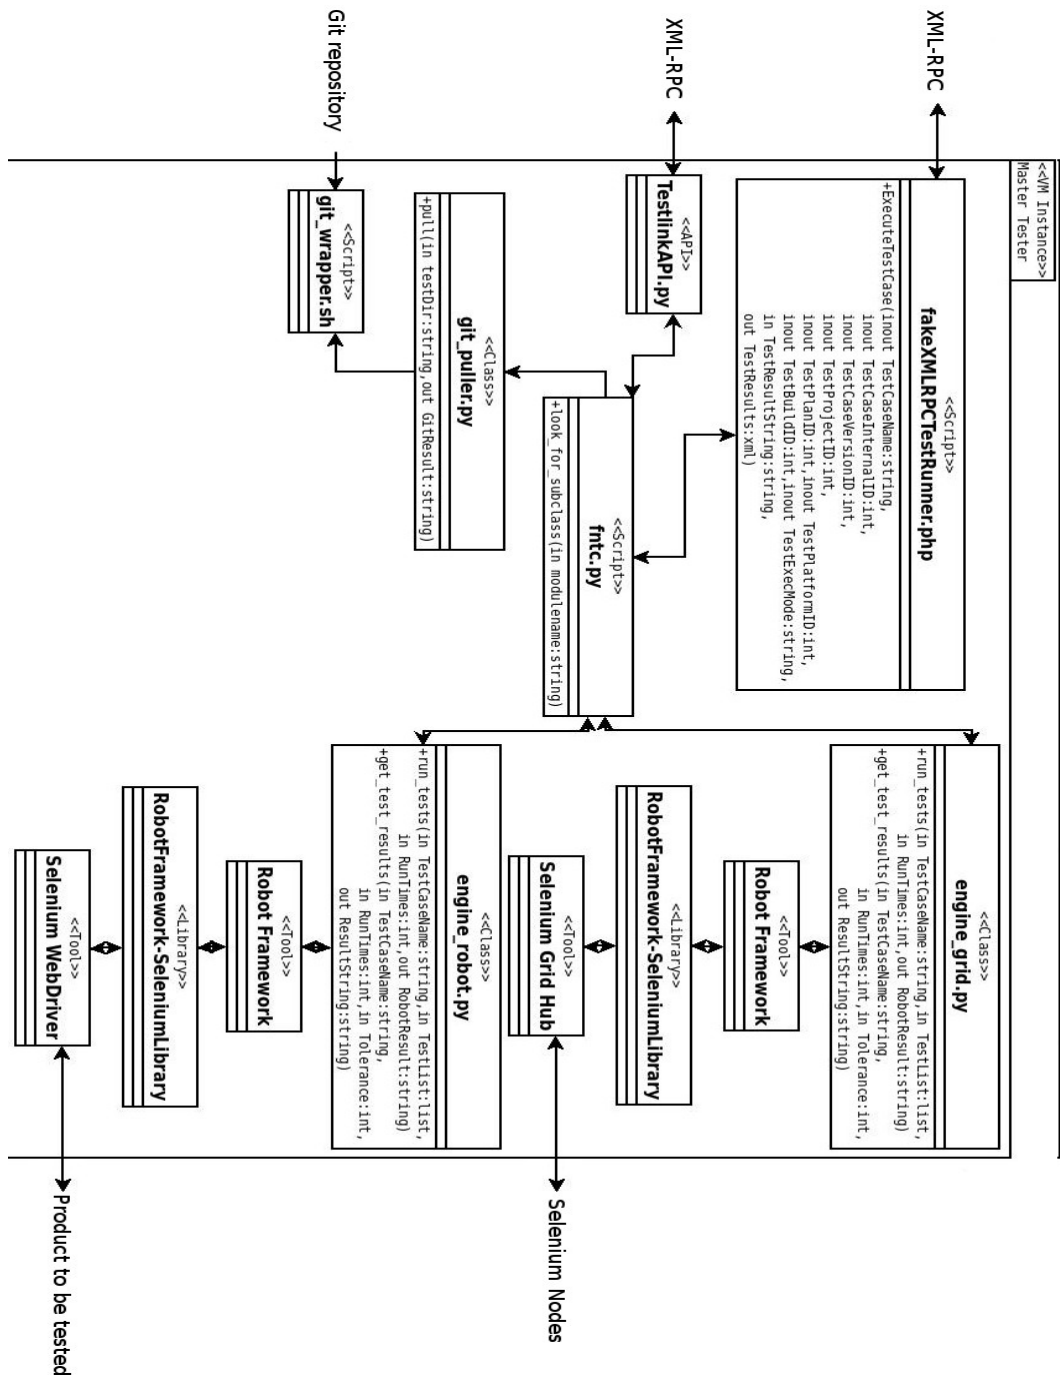 <<VM Instance>>
Master Tester
XML-RPC
<<Script>>
fakeXMLRPCTestRunner.php
+ExecuteTestCase(inout TestCaseName:string,
inout TestCaseInternalID:int,
inout TestCaseVersionID:int,
inout TestProjectID:int,
inout TestPlanID:int,inout TestPlatformID:int,
inout TestBuildID:int,inout TestExecMode:string,
in TestResultString:string,
out TestResults:xml)
<<Class>>
engine_grid.py
+run_tests(in TestCaseName:string,in TestList:list,
in RunTimes:int,out RobotResult:string)
+get_test_results(in TestCaseName:string,
in RunTimes:int,in Tolerance:int,
out ResultString:string)
XML-RPC
<<API>>
TestlinkAPI.py
<<Tool>>
Robot Framework
<<Library>>
RobotFramework-SeleniumLibrary
<<Script>>
fntc.py
+look_for_subclass(in modulename:string)
<<Tool>>
Selenium Grid Hub
Selenium Nodes
<<Class>>
git_puller.py
+pull(in testDir:string,out GitResult:string)
<<Class>>
engine_robot.py
+run_tests(in TestCaseName:string,in TestList:list,
in RunTimes:int,out RobotResult:string)
+get_test_results(in TestCaseName:string,
in RunTimes:int,in Tolerance:int,
out ResultString:string)
Git repository
<<Script>>
git_wrapper.sh
<<Tool>>
Robot Framework
<<Library>>
RobotFramework-SeleniumLibrary
<<Tool>>
Selenium WebDriver
Product to be tested